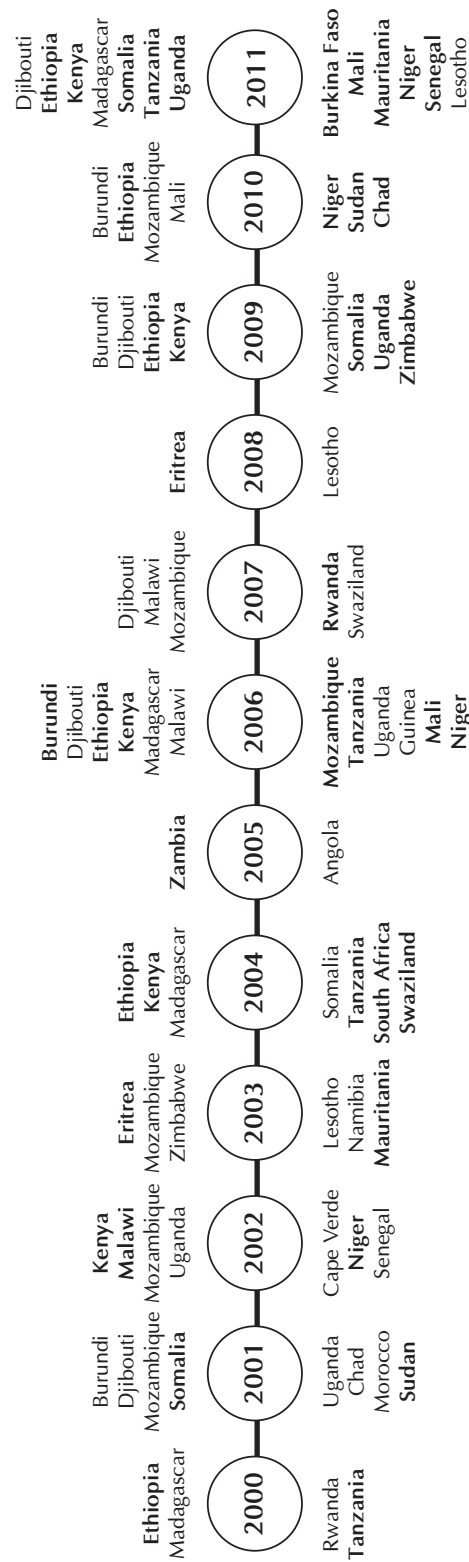 Ethiopia
Madagascar
2000
Rwanda
Tanzania
Burundi
Djibouti
Mozambique
Somalia
2001
Uganda
Chad
Morocco
Sudan
Kenya
Malawi
Mozambique
Uganda
2002
Cape Verde
Niger
Senegal
Eritrea
Mozambique
Zimbabwe
2003
Lesotho
Namibia
Mauritania
Ethiopia
Kenya
Madagascar
2004
Somalia
Tanzania
South Africa
Swaziland
Zambia
2005
Angola
Burundi
Djibouti
Ethiopia
Kenya
Madagascar
Malawi
2006
Mozambique
Tanzania
Uganda
Guinea
Mali
Niger
Djibouti
Malawi
Mozambique
2007
Rwanda
Swaziland
Eritrea
2008
Lesotho
Burundi
Djibouti
Ethiopia
Kenya
2009
Mozambique
Somalia
Uganda
Zimbabwe
Burundi
Ethiopia
Mozambique
Mali
2010
Niger
Sudan
Chad
Djibouti
Ethiopia
Kenya
Madagascar
Somalia
Tanzania
Uganda
2011
Burkina Faso
Mali
Mauritania
Niger
Senegal
Lesotho